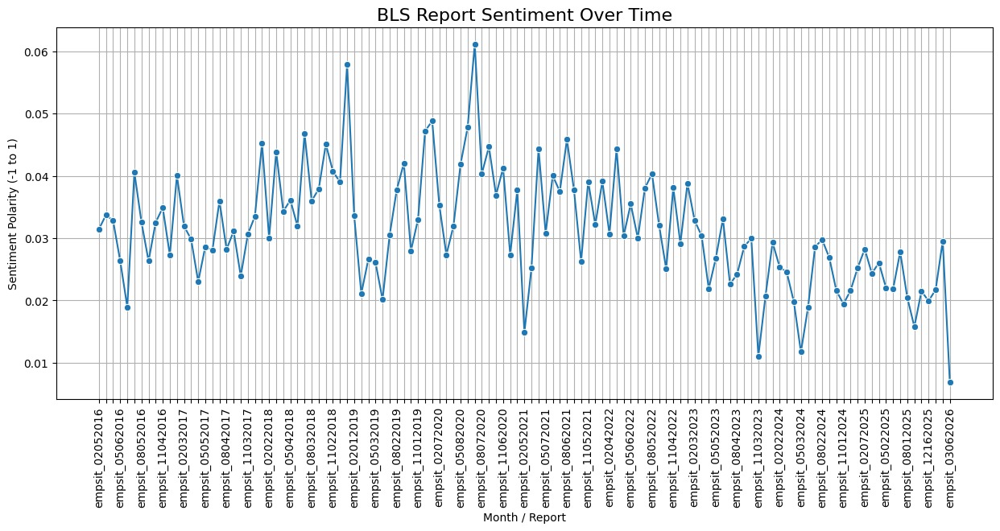 BLS Report Sentiment Over Time
Sentiment Polarity (-1 to 1)
0.06
0.05
0.04
0.03
0.02
0.01
empsit_02052016
empsit_05062016
empsit_08052016
empsit_11042016
empsit_02032017
empsit_05052017
empsit_08042017
empsit_11032017
empsit_02022018
empsit_05042018
empsit_08032018
empsit_11022018
empsit_02012019
empsit_05032019
empsit_08022019
empsit_11012019
empsit_02072020
empsit_05082020
empsit_08072020
empsit_11062020
empsit_02052021
empsit_05072021
empsit_08062021
empsit_11052021
empsit_02042022
empsit_05062022
empsit_08052022
empsit_11042022
empsit_02032023
empsit_05052023
empsit_08042023
empsit_11032023
empsit_02022024
empsit_05032024
empsit_08022024
empsit_11012024
empsit_02072025
empsit_05022025
empsit_08012025
empsit_12162025
empsit_03062026
Month / Report